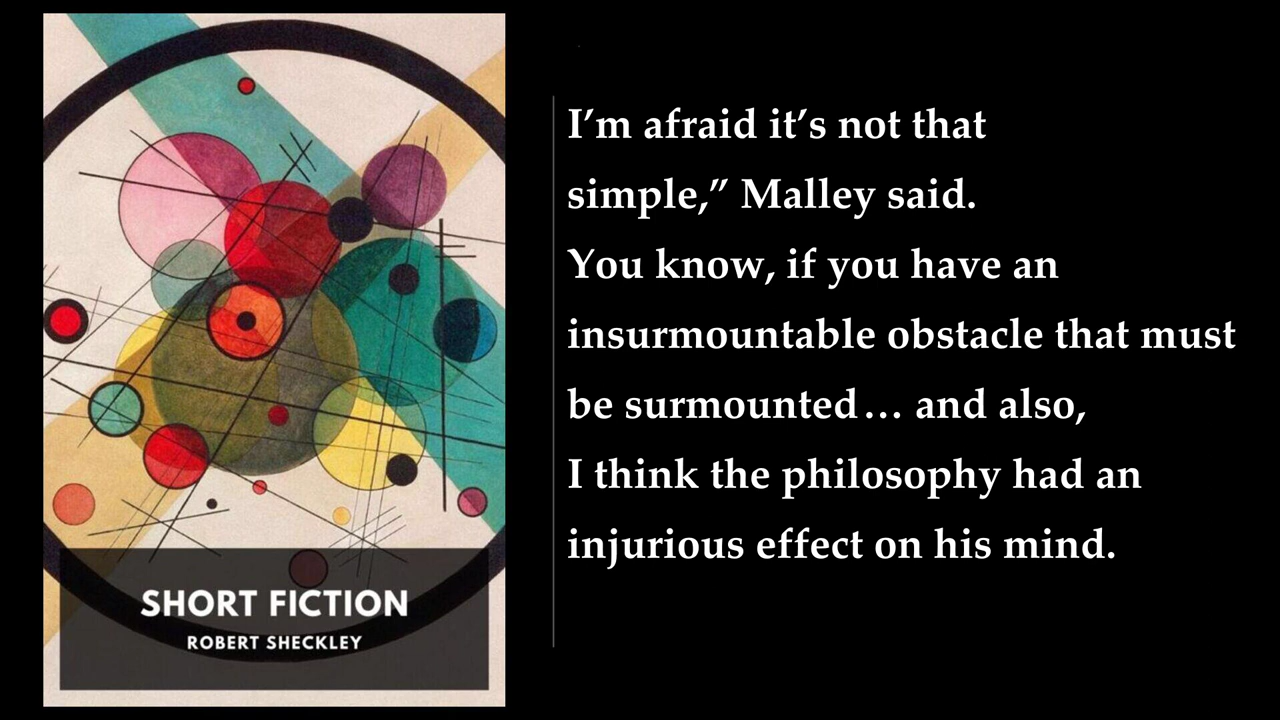 SHORT FICTION
ROBERT SHECKLEY
I’m afraid it’s not that
simple,” Malley said.
You know, if you have an
insurmountable obstacle that must
be surmounted… and also,
I think the philosophy had an
injurious effect on his mind.